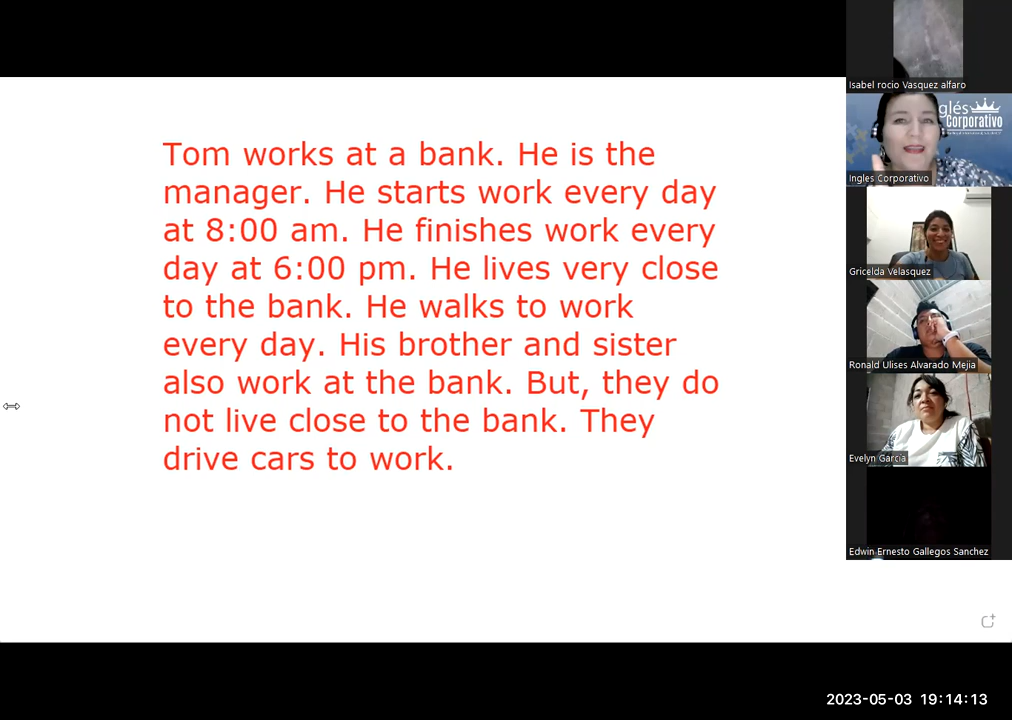 Tom works at a bank. He is the
manager. He starts work every day
at 8:00 am. He finishes work every
day at 6:00 pm. He lives very close
to the bank. He walks to work
every day. His brother and sister
also work at the bank. But, they do
not live close to the bank. They
drive cars to work.
Isabel rocio Vasquez alfaro
glés
Corporativo
Ingles Corporativo
Gricelda Velasquez
Ronald Ulises Alvarado Mejia
Evelyn Garcia
Edwin Ernesto Gallegos Sanchez
2023-05-03 19:14:13